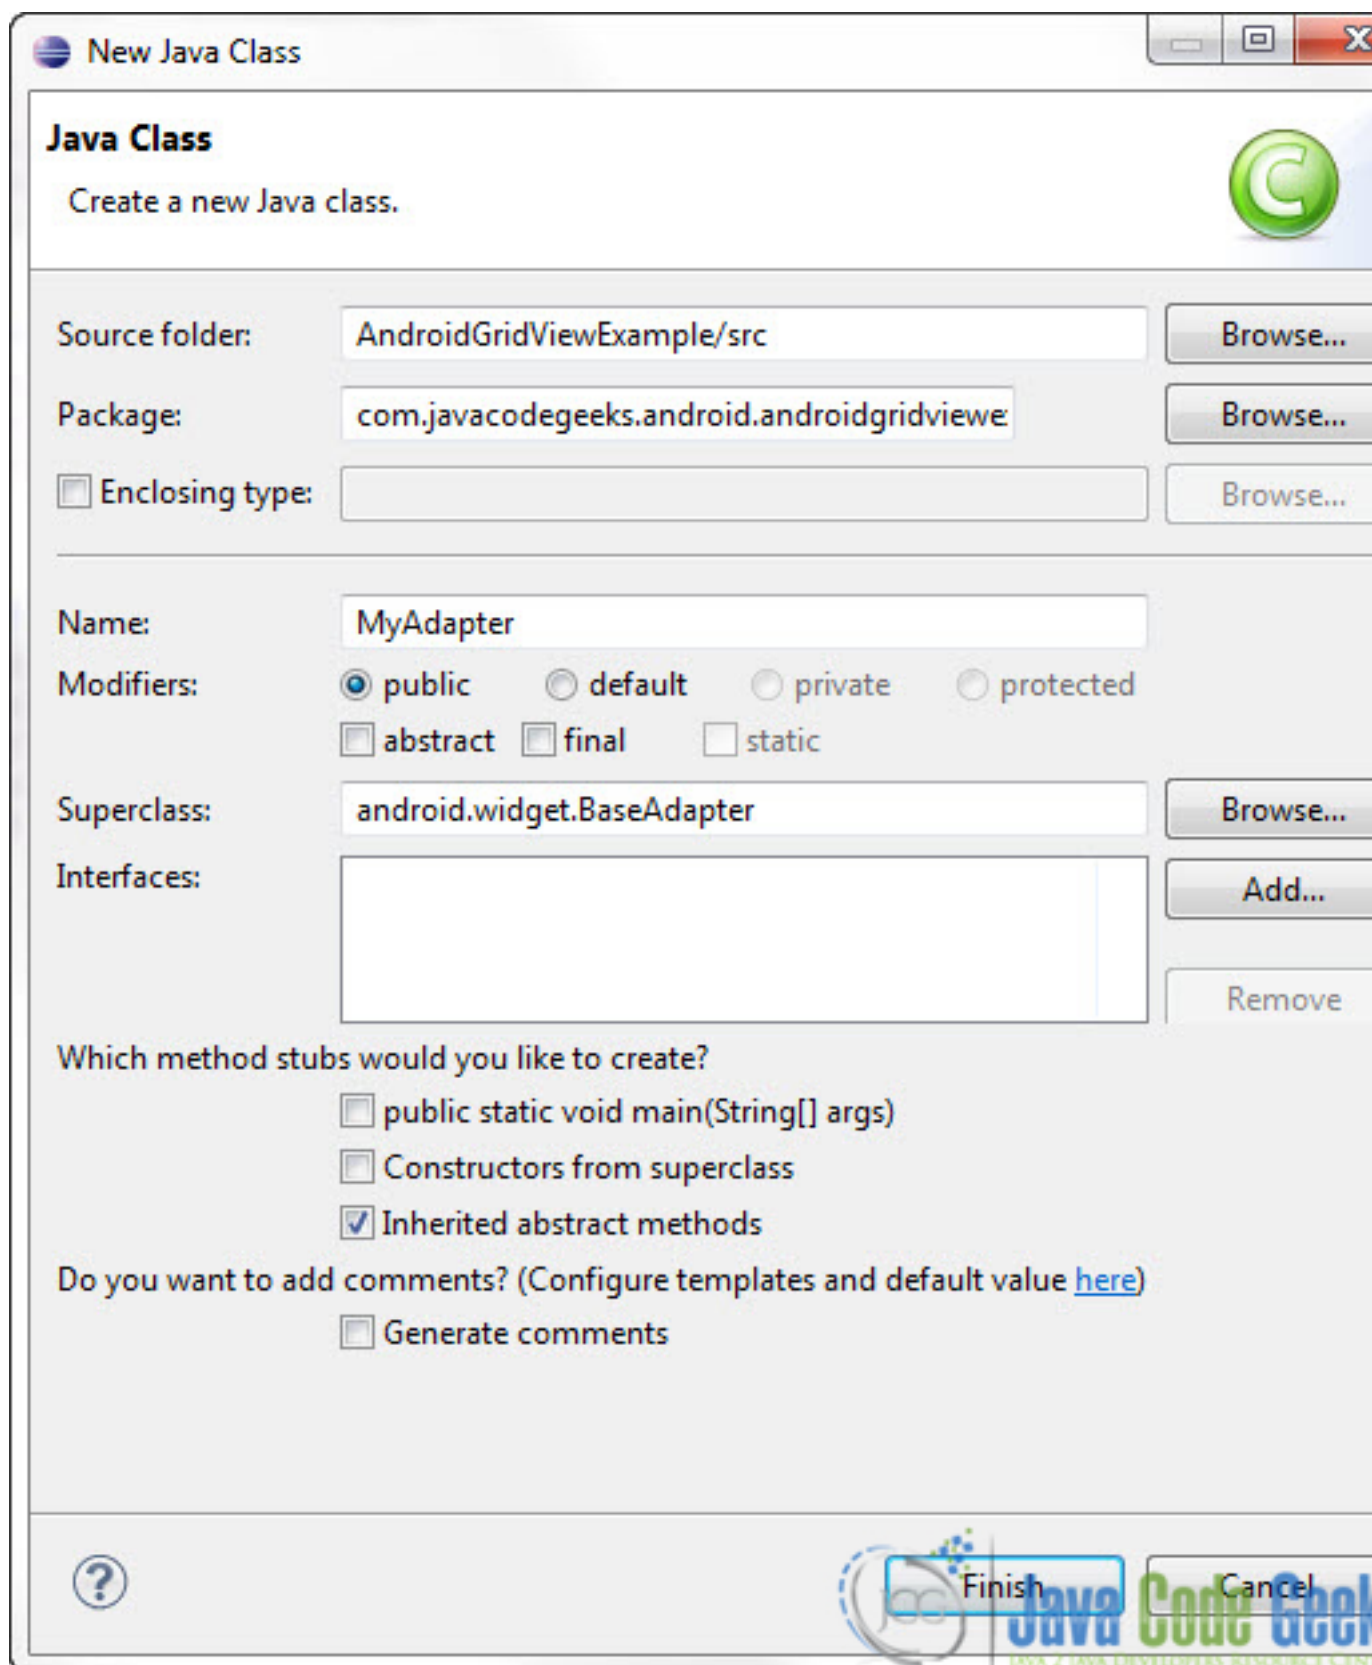 New Java Class
Java Class
Create a new Java class.
Source folder: AndroidGridViewExample/src Browse...
Package: com.javacodegeeks.android.androidgridviewe Browse...
Enclosing type: Browse...
Name: MyAdapter
Modifiers: public default private protected
abstract final static
Superclass: android.widget.BaseAdapter Browse...
Interfaces: Add...
Remove
Which method stubs would you like to create?
public static void main(String[] args)
Constructors from superclass
Inherited abstract methods
Do you want to add comments? (Configure templates and default value here)
Generate comments
Finish Cancel
JCG Java Code Geek